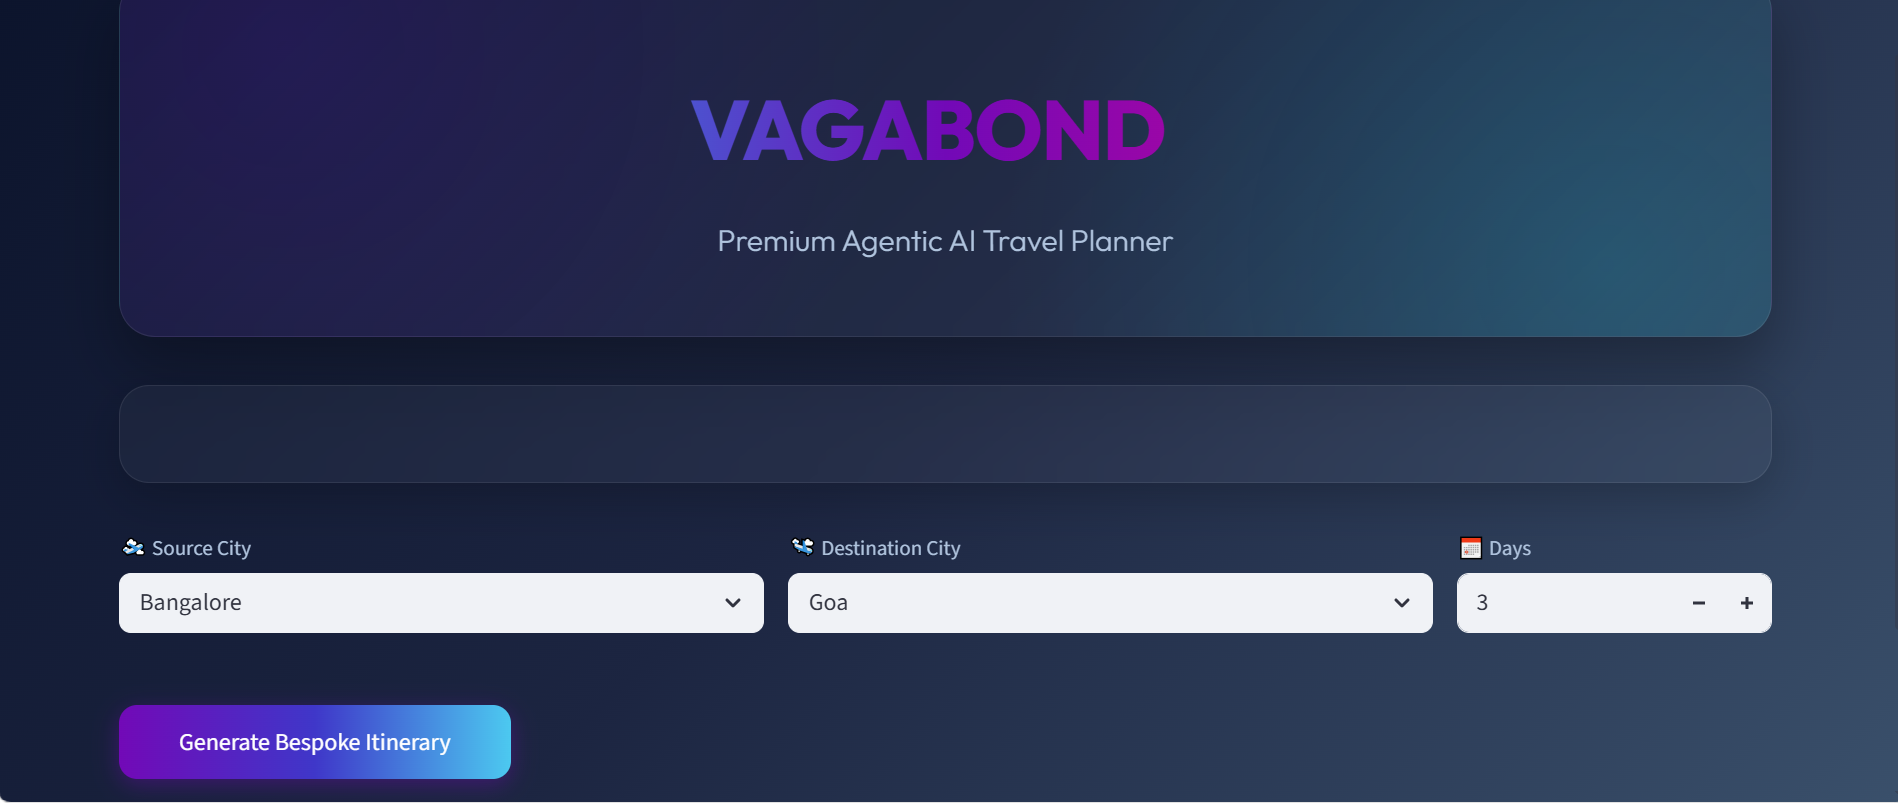 VAGABOND
Premium Agentic AI Travel Planner
Source City
Destination City
Days
Bangalore
Goa
3
Generate Bespoke Itinerary